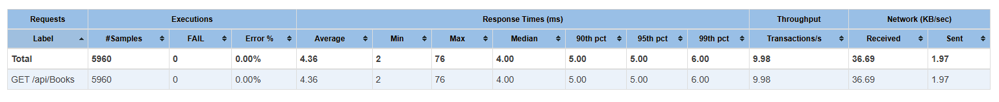 Requests Executions Response Times (ms) Throughput Network (KB/sec)
Label #Samples FAIL Error % Average Min Max Median 90th pct 95th pct 99th pct Transactions/s Received Sent
Total 5960 0 0.00% 4.36 2 76 4.00 5.00 5.00 6.00 9.98 36.69 1.97
GET /api/Books 5960 0 0.00% 4.36 2 76 4.00 5.00 5.00 6.00 9.98 36.69 1.97